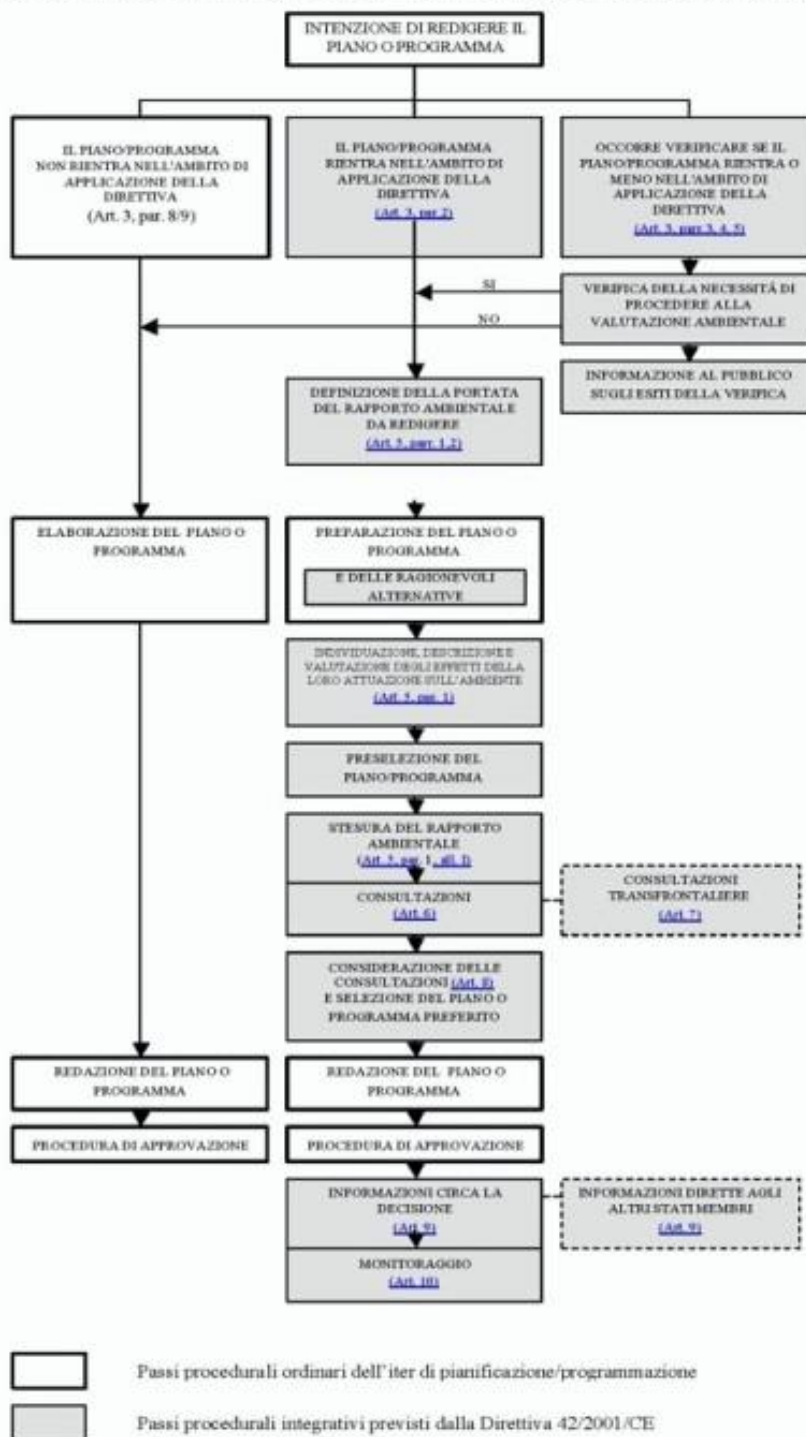 INTENZIONE DI REDIGERE IL
PIANO O PROGRAMMA
IL PIANO/PROGRAMMA
NON RIENTRA NELL'AMBITO DI
APPLICAZIONE DELLA
DIRETTIVA
(Art. 3, par. 8/9)
IL PIANO/PROGRAMMA
RIENTRA NELL'AMBITO DI
APPLICAZIONE DELLA
DIRETTIVA
(Art. 3, par 2)
OCCORRE VERIFICARE SE IL
PIANO/PROGRAMMA RIENTRA O
MENO NELL'AMBITO DI
APPLICAZIONE DELLA
DIRETTIVA
(Art. 3, parr 3, 4, 5)
SI
NO
VERIFICA DELLA NECESSITÀ DI
PROCEDERE ALLA
VALUTAZIONE AMBIENTALE
INFORMAZIONE AL PUBBLICO
SUGLI ESITI DELLA VERIFICA
DEFINIZIONE DELLA PORTATA
DEL RAPPORTO AMBIENTALE
DA REDIGERE
(Art. 5, parr. 1,2)
ELABORAZIONE DEL PIANO O
PROGRAMMA
PREPARAZIONE DEL PIANO O
PROGRAMMA
E DELLE RAGIONEVOLI
ALTERNATIVE
INDIVIDUAZIONE, DESCRIZIONE E
VALUTAZIONE DEGLI EFFETTI DELLA
LORO ATTUAZIONE SULL'AMBIENTE
(Art. 5, par. 1)
PRESELEZIONE DEL
PIANO/PROGRAMMA
STESURA DEL RAPPORTO
AMBIENTALE
(Art. 5, par. 1, all. I)
CONSULTAZIONI
(Art. 6)
CONSULTAZIONI
TRANSFRONTALIERE
(Art. 7)
CONSIDERAZIONE DELLE
CONSULTAZIONI (Art. 8)
E SELEZIONE DEL PIANO O
PROGRAMMA PREFERITO
REDAZIONE DEL PIANO O
PROGRAMMA
REDAZIONE DEL PIANO O
PROGRAMMA
PROCEDURA DI APPROVAZIONE
PROCEDURA DI APPROVAZIONE
INFORMAZIONI CIRCA LA
DECISIONE
(Art. 9)
INFORMAZIONI DIRETTE AGLI
ALTRI STATI MEMBRI
(Art. 9)
MONITORAGGIO
(Art. 10)
Passi procedurali ordinari dell'iter di pianificazione/programmazione
Passi procedurali integrativi previsti dalla Direttiva 42/2001/CE